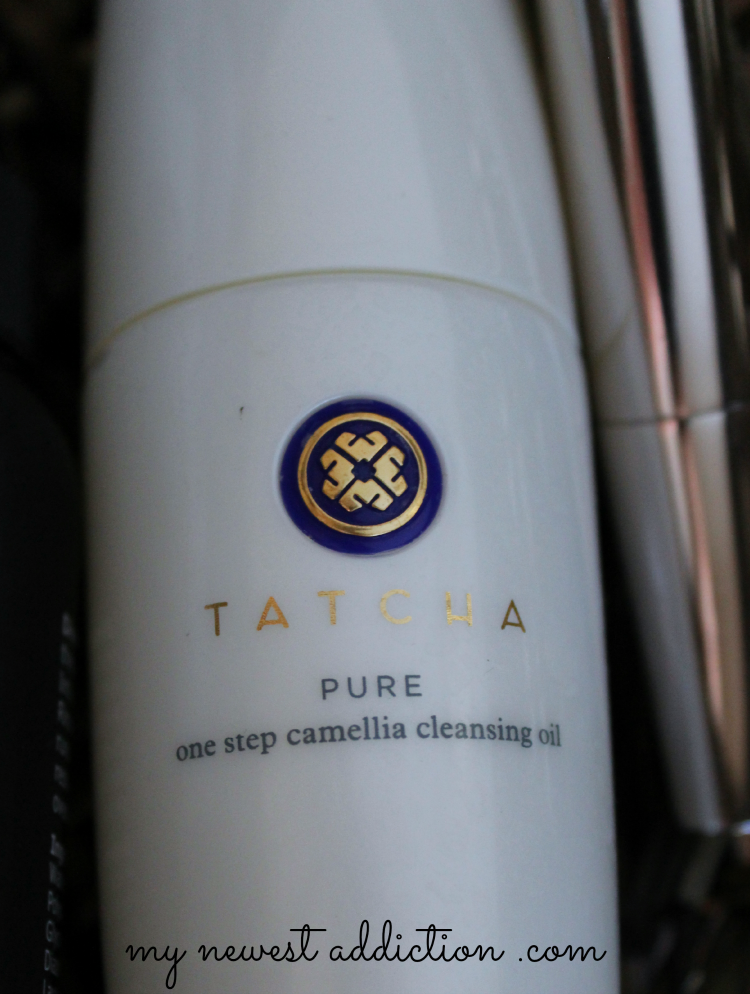 TATCHA
PURE
one step camellia cleansing oil
my newest addiction .com